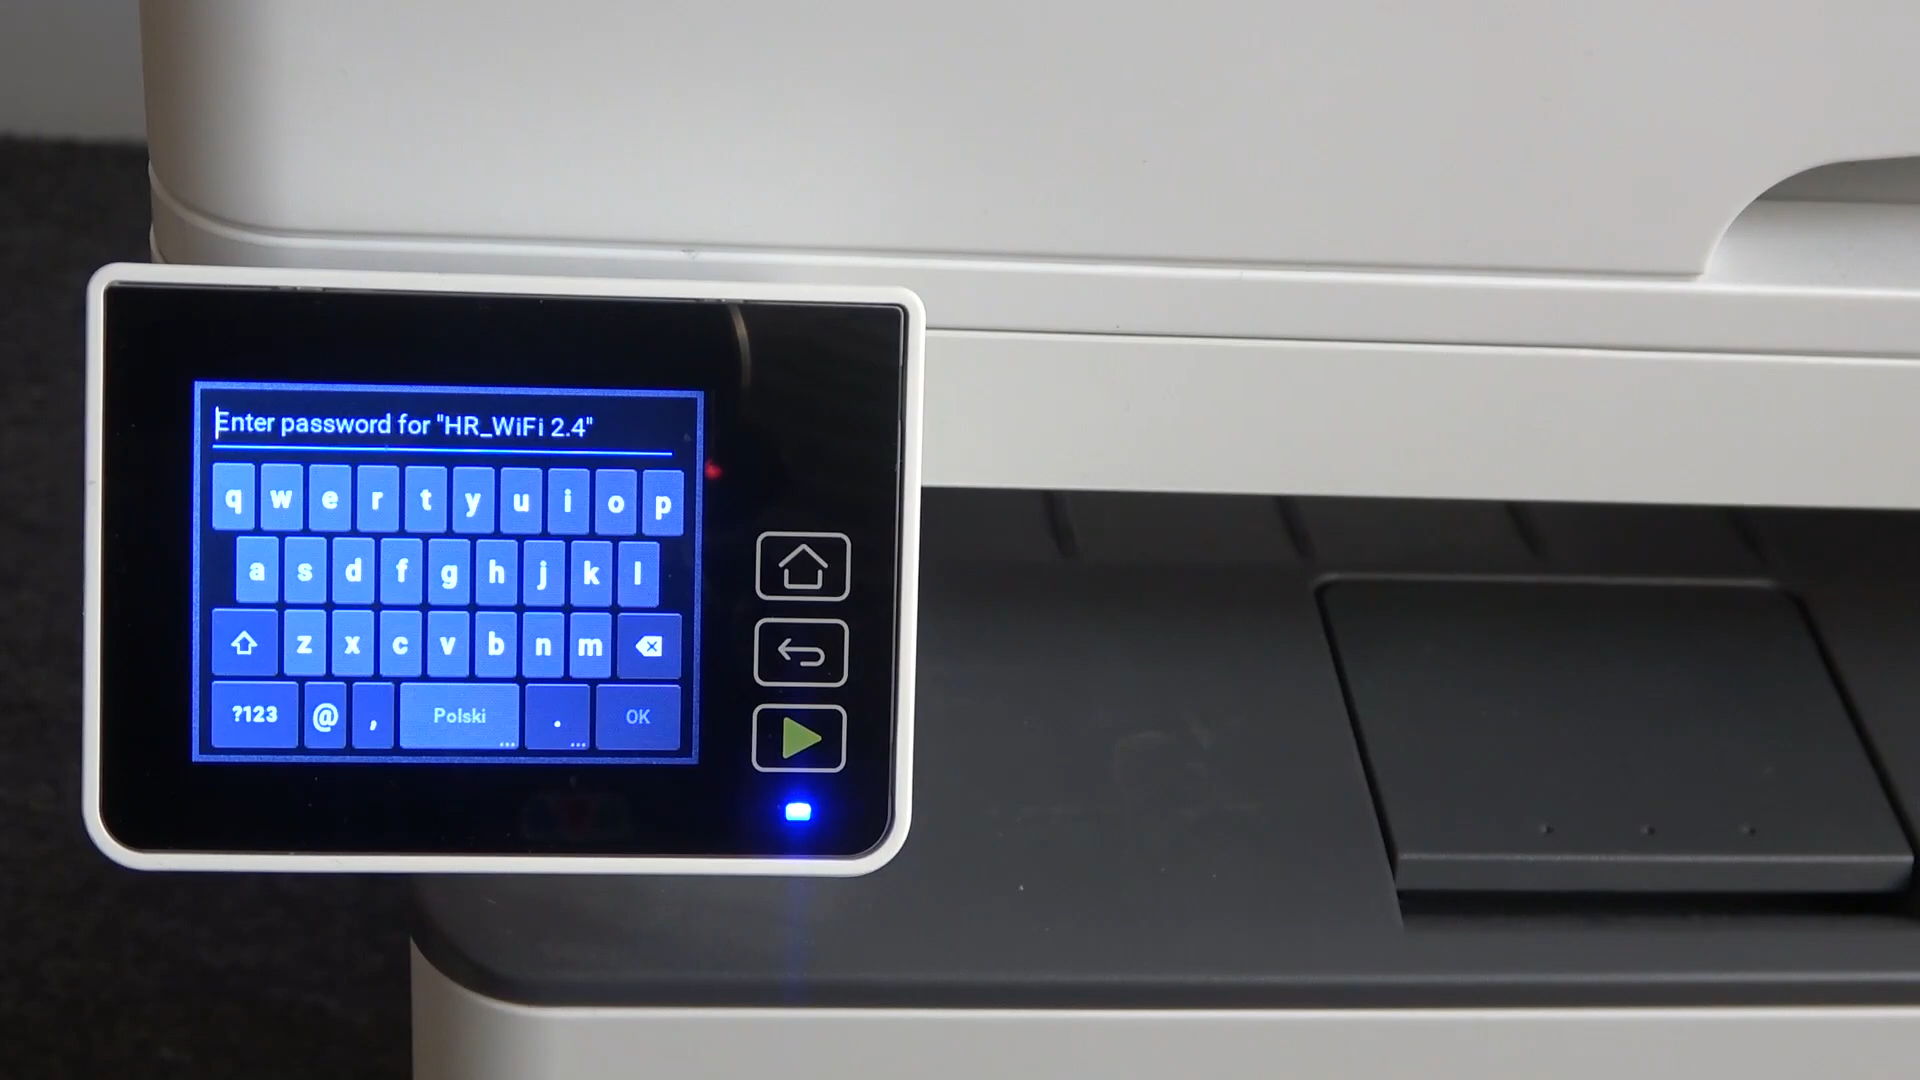 Enter password for "HR_WiFi 2.4"
q w e r t y u i o p
a s d f g h j k l
z x c v b n m
?123 @ , Polski ... . ... OK